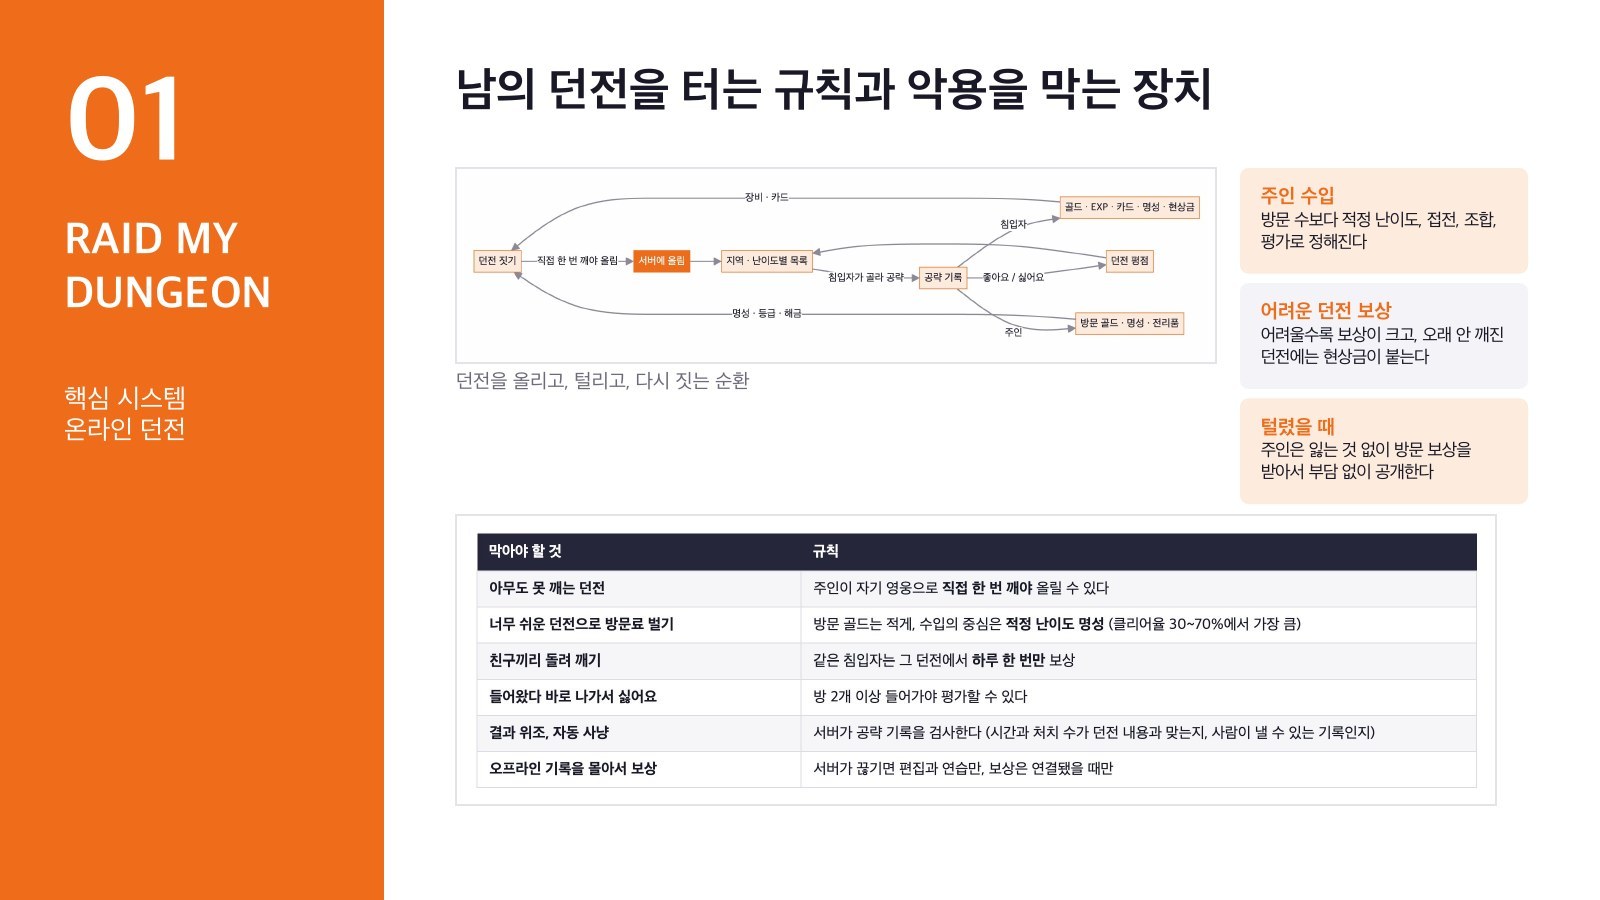 01
RAID MY
DUNGEON
핵심 시스템
온라인 던전
남의 던전을 터는 규칙과 악용을 막는 장치
장비 · 카드
골드 · EXP · 카드 · 명성 · 현상금
침입자
던전 짓기
직접 한 번 깨야 올림
서버에 올림
지역 · 난이도별 목록
침입자가 골라 공략
공략 기록
좋아요 / 싫어요
던전 평점
명성 · 등급 · 해금
주인
방문 골드 · 명성 · 전리품
던전을 올리고, 털리고, 다시 짓는 순환
주인 수입
방문 수보다 적정 난이도, 접전, 조합,
평가로 정해진다
어려운 던전 보상
어려울수록 보상이 크고, 오래 안 깨진
던전에는 현상금이 붙는다
털렸을 때
주인은 잃는 것 없이 방문 보상을
받아서 부담 없이 공개한다
막아야 할 것 규칙
아무도 못 깨는 던전 주인이 자기 영웅으로 직접 한 번 깨야 올릴 수 있다
너무 쉬운 던전으로 방문료 벌기 방문 골드는 적게, 수입의 중심은 적정 난이도 명성 (클리어율 30~70%에서 가장 큼)
친구끼리 돌려 깨기 같은 침입자는 그 던전에서 하루 한 번만 보상
들어왔다 바로 나가서 싫어요 방 2개 이상 들어가야 평가할 수 있다
결과 위조, 자동 사냥 서버가 공략 기록을 검사한다 (시간과 처치 수가 던전 내용과 맞는지, 사람이 낼 수 있는 기록인지)
오프라인 기록을 몰아서 보상 서버가 끊기면 편집과 연습만, 보상은 연결됐을 때만